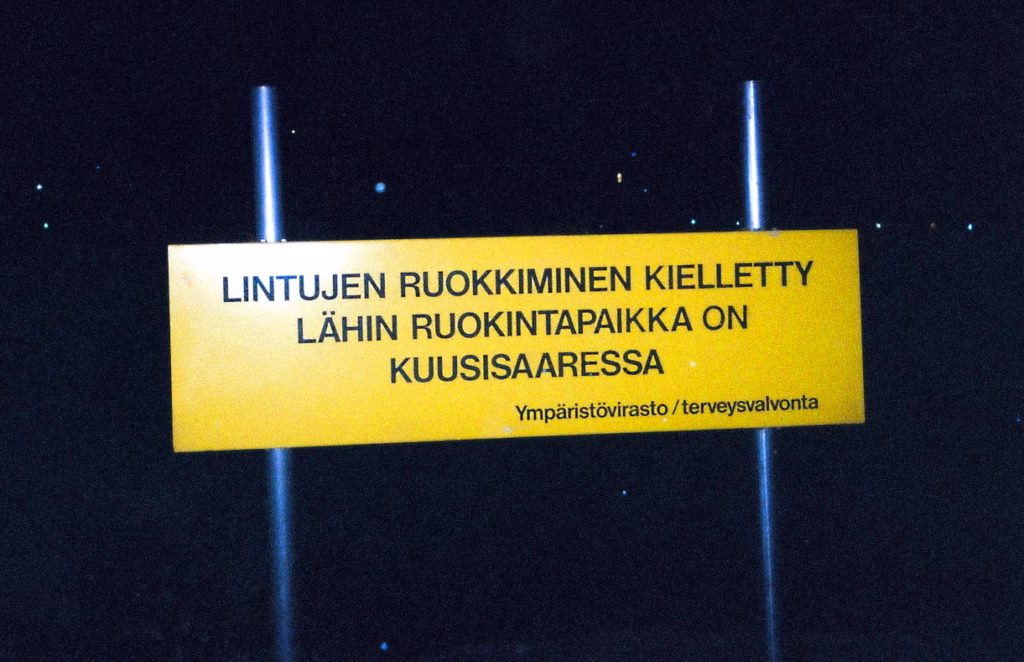 LINTUJEN RUOKKIMINEN KIELLETTY
LÄHIN RUOKINTAPAIKKA ON
KUUSISAARESSA
Ympäristövirasto / terveysvalvonta